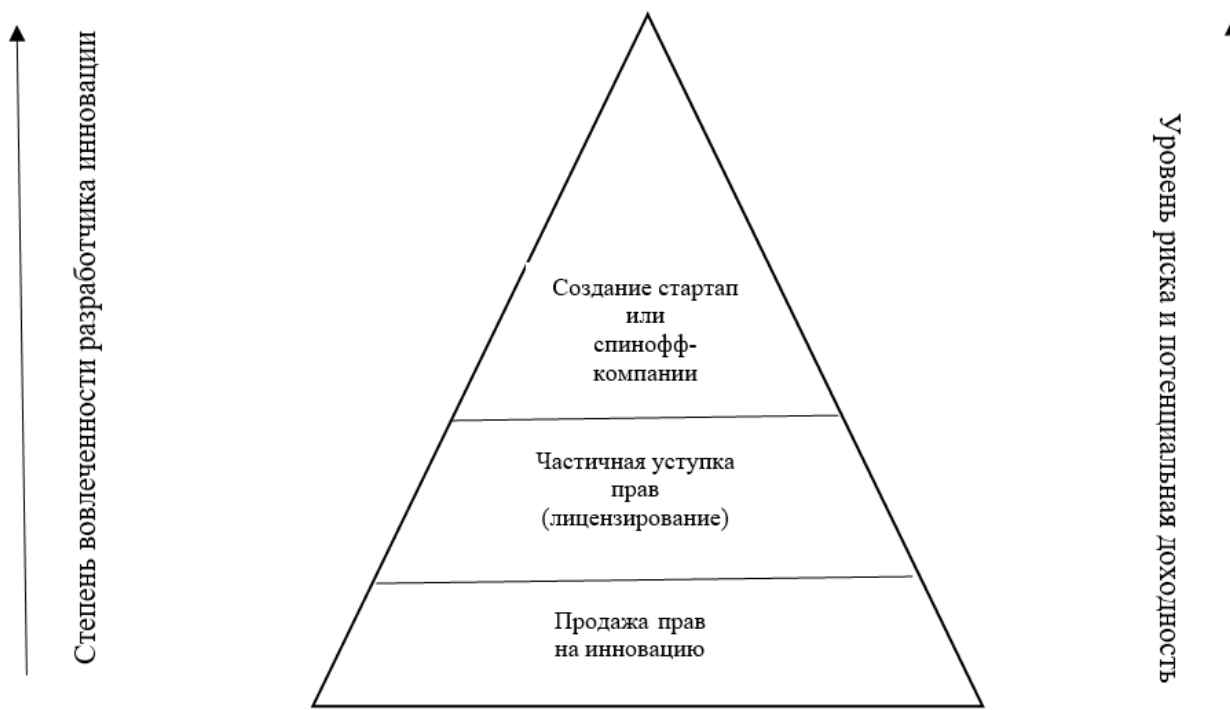 Степень вовлеченности разработчика инновации
Создание стартап
или
спинофф-
компании
Частичная уступка
прав
(лицензирование)
Продажа прав
на инновацию
Уровень риска и потенциальная доходность